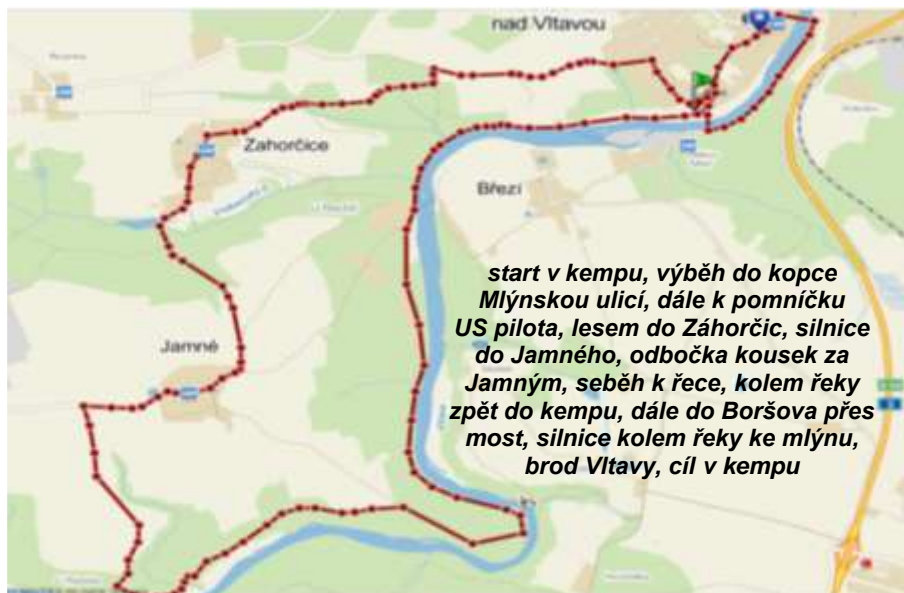 nad Vltavou
Zahorčice
Březí
start v kempu, výběh do kopce
Mlýnskou ulicí, dále k pomníčku
US pilota, lesem do Záhorčic, silnice
do Jamného, odbočka kousek za
Jamným, seběh k řece, kolem řeky
zpět do kempu, dále do Boršova přes
most, silnice kolem řeky ke mlýnu,
brod Vltavy, cíl v kempu
Jamné